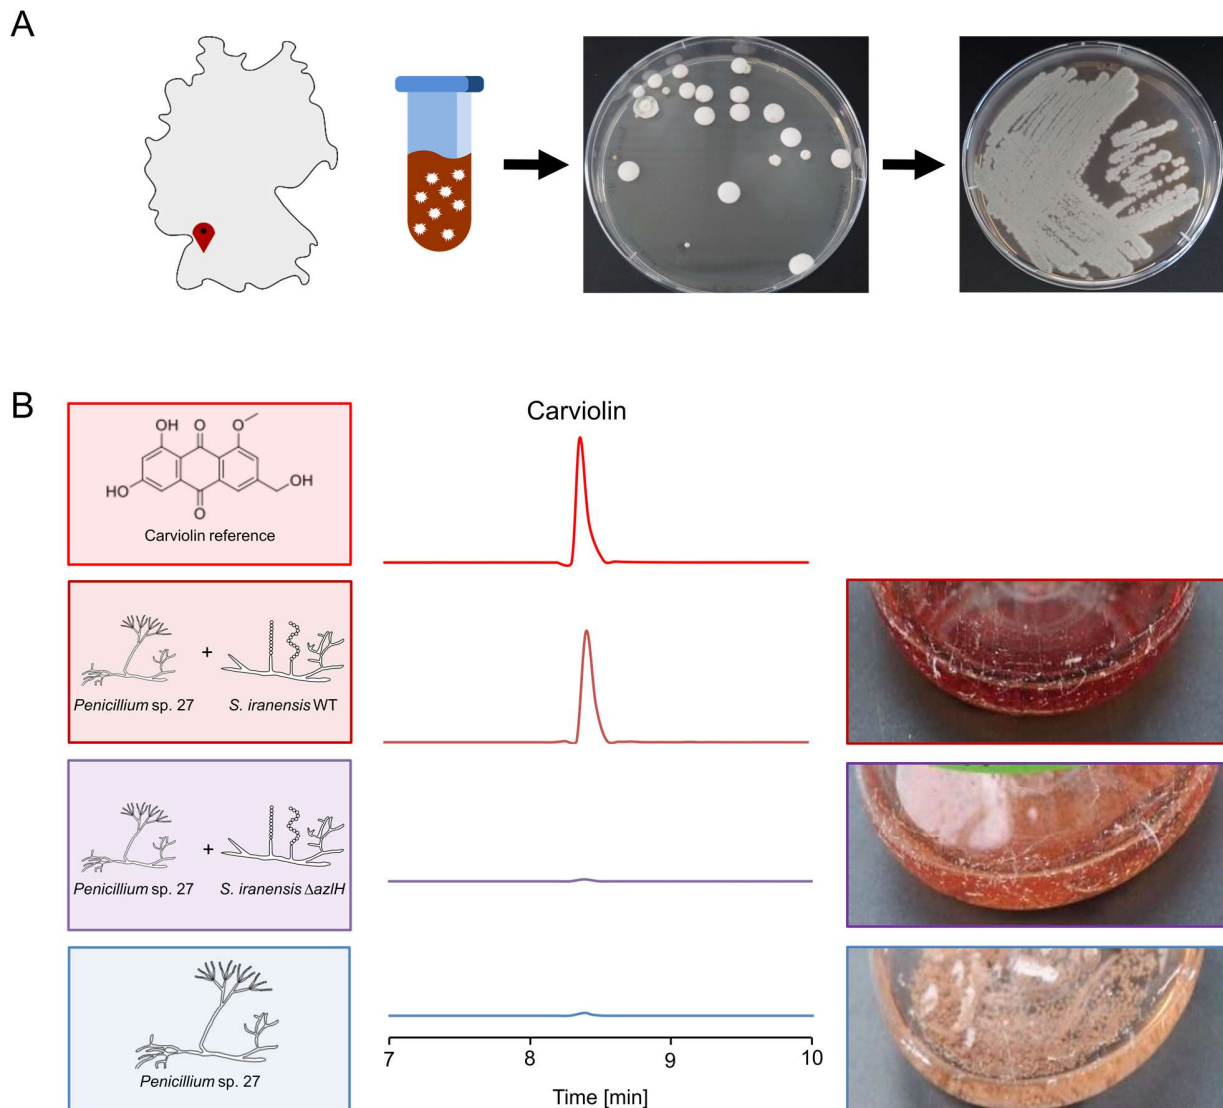 A
B
Carviolin
OH
O
O
HO
OH
O
Carviolin reference
+
Penicillium sp. 27
S. iranensis WT
+
Penicillium sp. 27
S. iranensis ΔazlH
Penicillium sp. 27
7
8
9
10
Time [min]